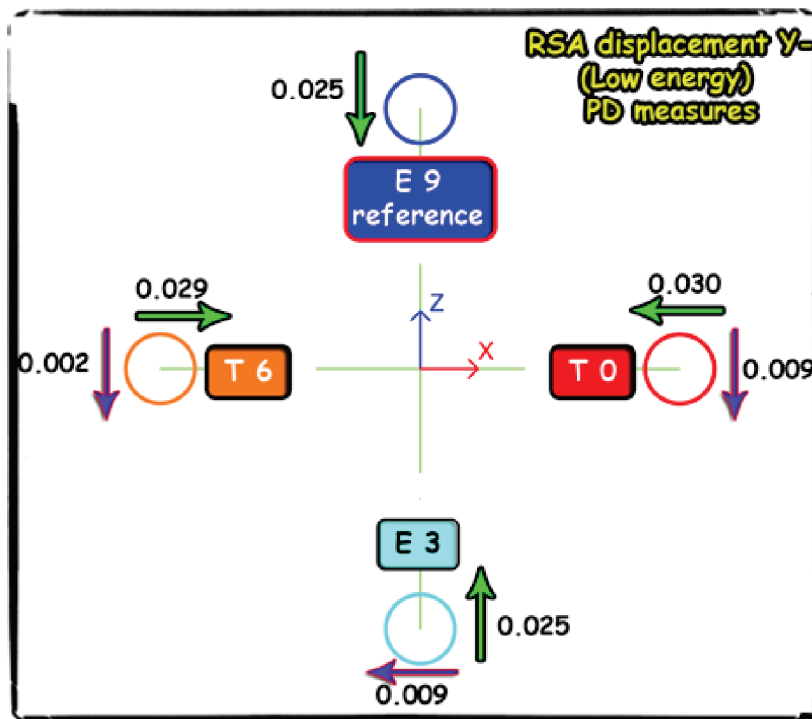 RSA displacement Y-
(Low energy)
PD measures
0.025
E 9
reference
0.029
0.030
Z
0.002
T 6
X
T 0
0.009
E 3
0.025
0.009